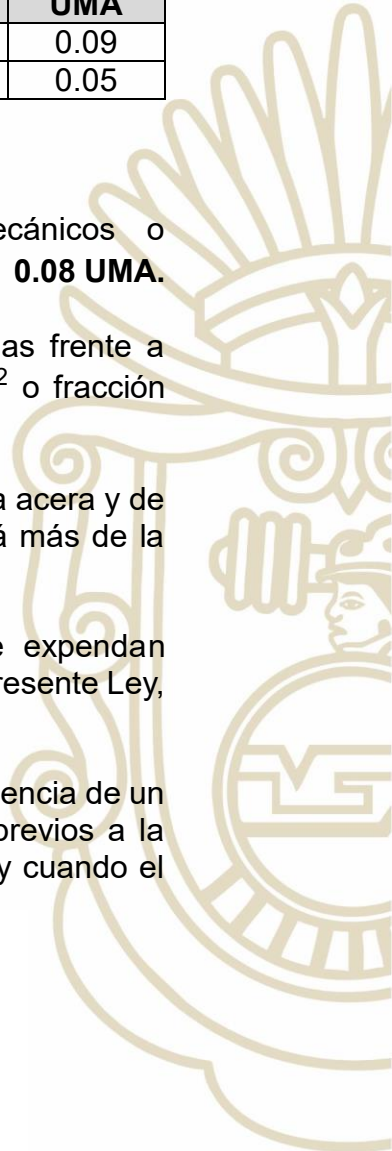 UMA
0.09
0.05
ecánicos o
0.08 UMA.
as frente a
² o fracción
a acera y de
á más de la
e expendan
resente Ley,
encia de un
previos a la
y cuando el